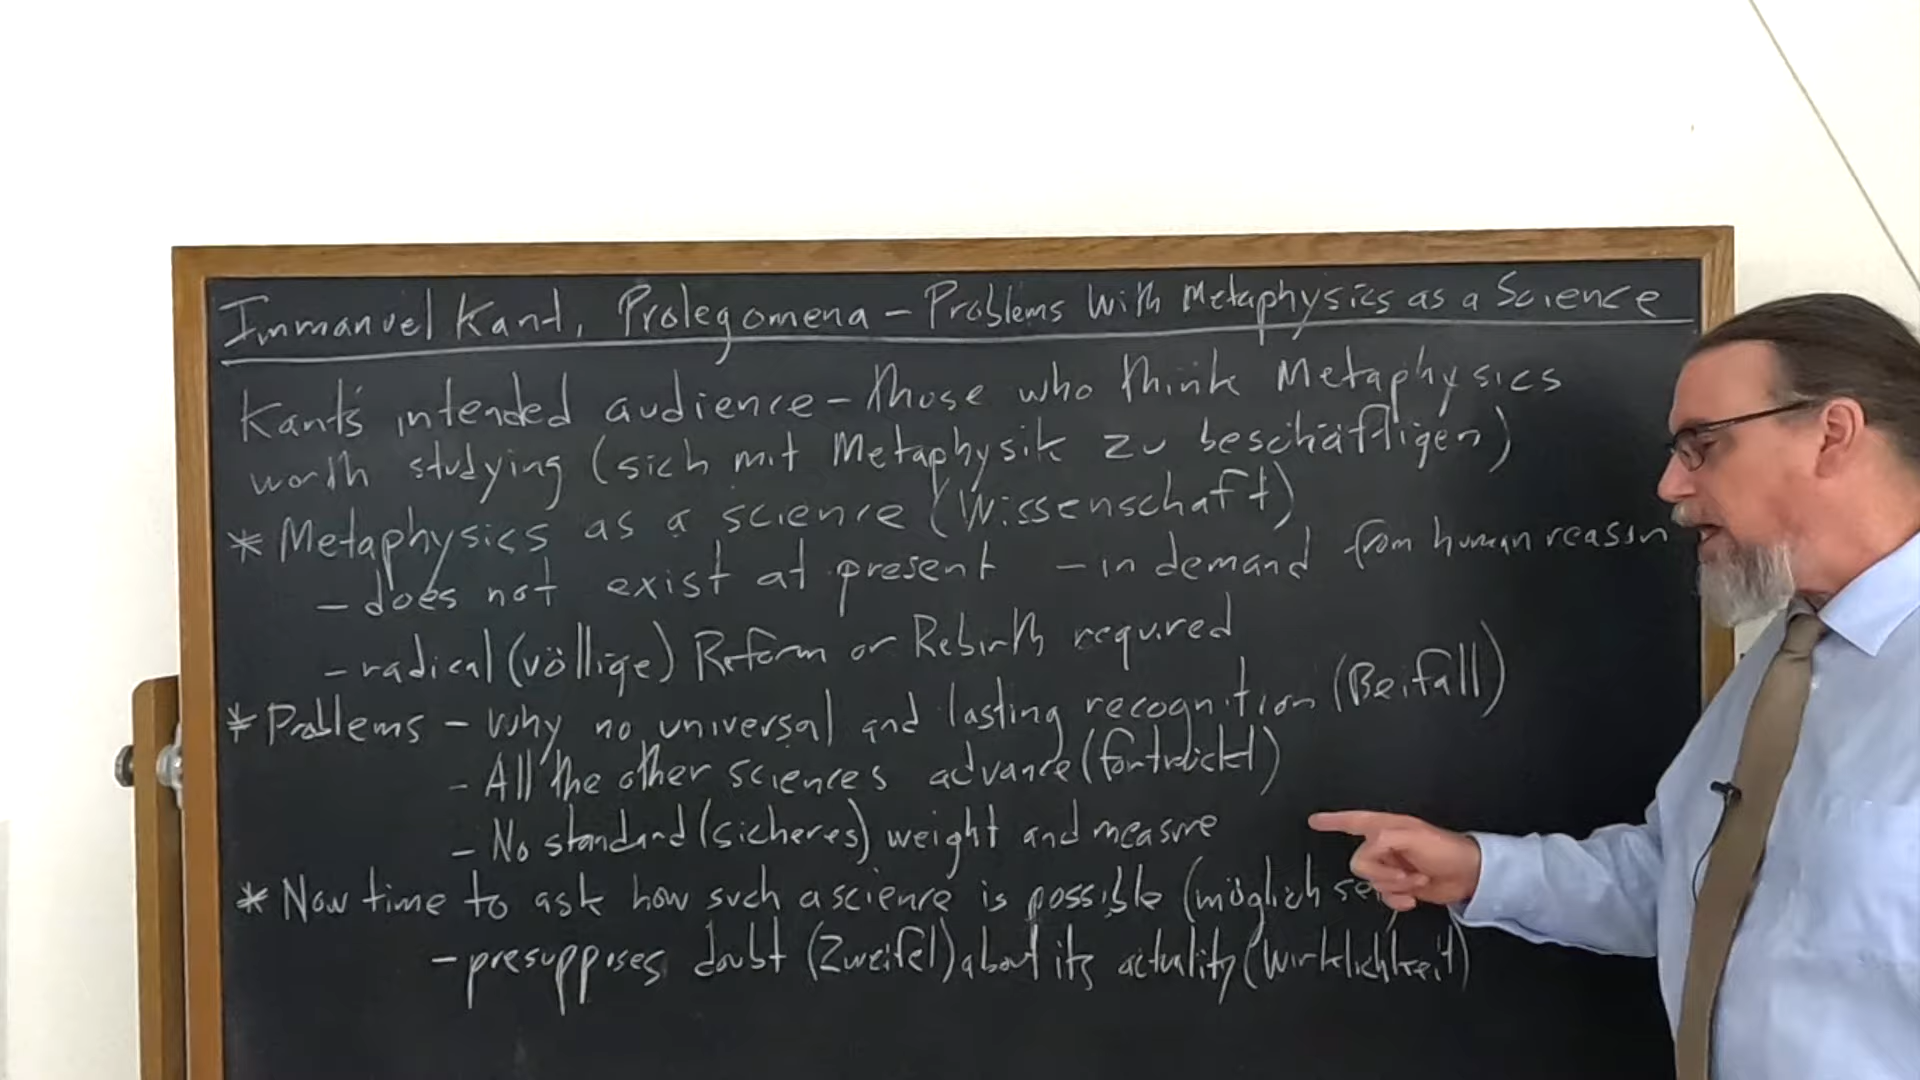 Immanuel Kant, Prolegomena – Problems With Metaphysics as a Science
Kant's intended audience – those who think Metaphysics
worth studying (sich mit Metaphysik zu beschäftigen)
* Metaphysics as a science (Wissenschaft)
– does not exist at present – in demand from human reason
– radical (völlige) Reform or Rebirth required
* Problems – Why no universal and lasting recognition (Beifall)
– All the other sciences advance
– No standard (sicheres) weight and measure
* Now time to ask how such a science is possible (möglich
– presupposes doubt (Zweifel) about its actuality (Wirklichkeit)